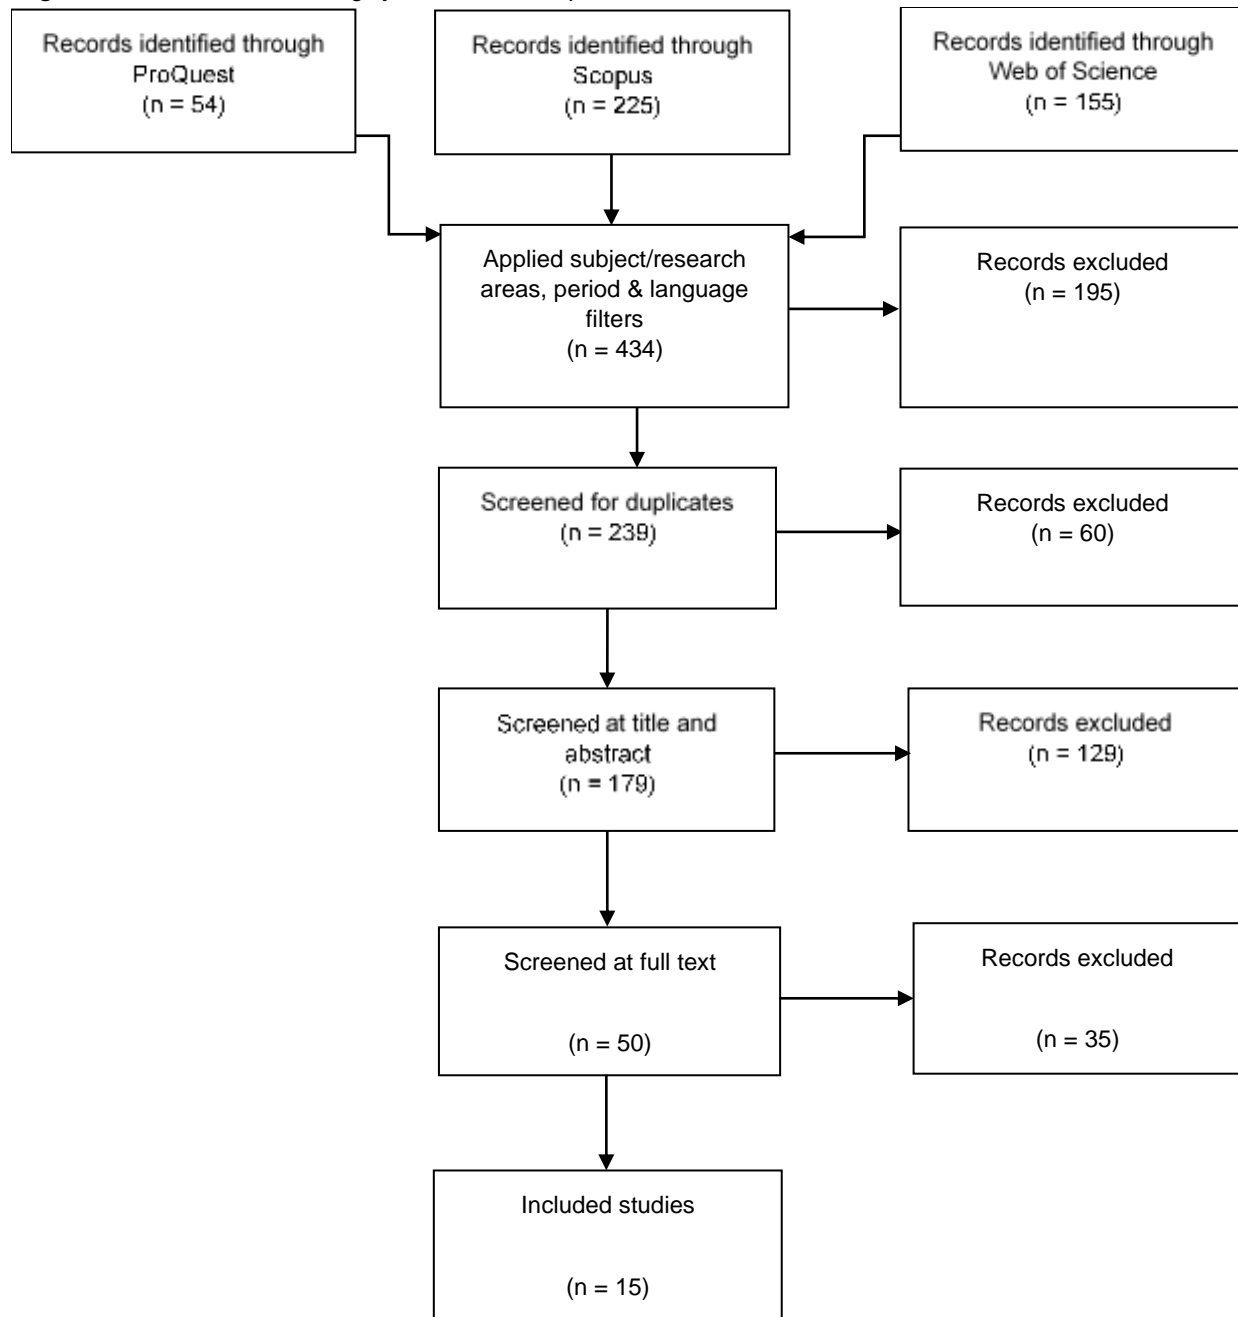 Records identified through
ProQuest
(n = 54)
Records identified through
Scopus
(n = 225)
Records identified through
Web of Science
(n = 155)
Applied subject/research
areas, period & language
filters
(n = 434)
Records excluded
(n = 195)
Screened for duplicates
(n = 239)
Records excluded
(n = 60)
Screened at title and
abstract
(n = 179)
Records excluded
(n = 129)
Screened at full text
(n = 50)
Records excluded
(n = 35)
Included studies
(n = 15)